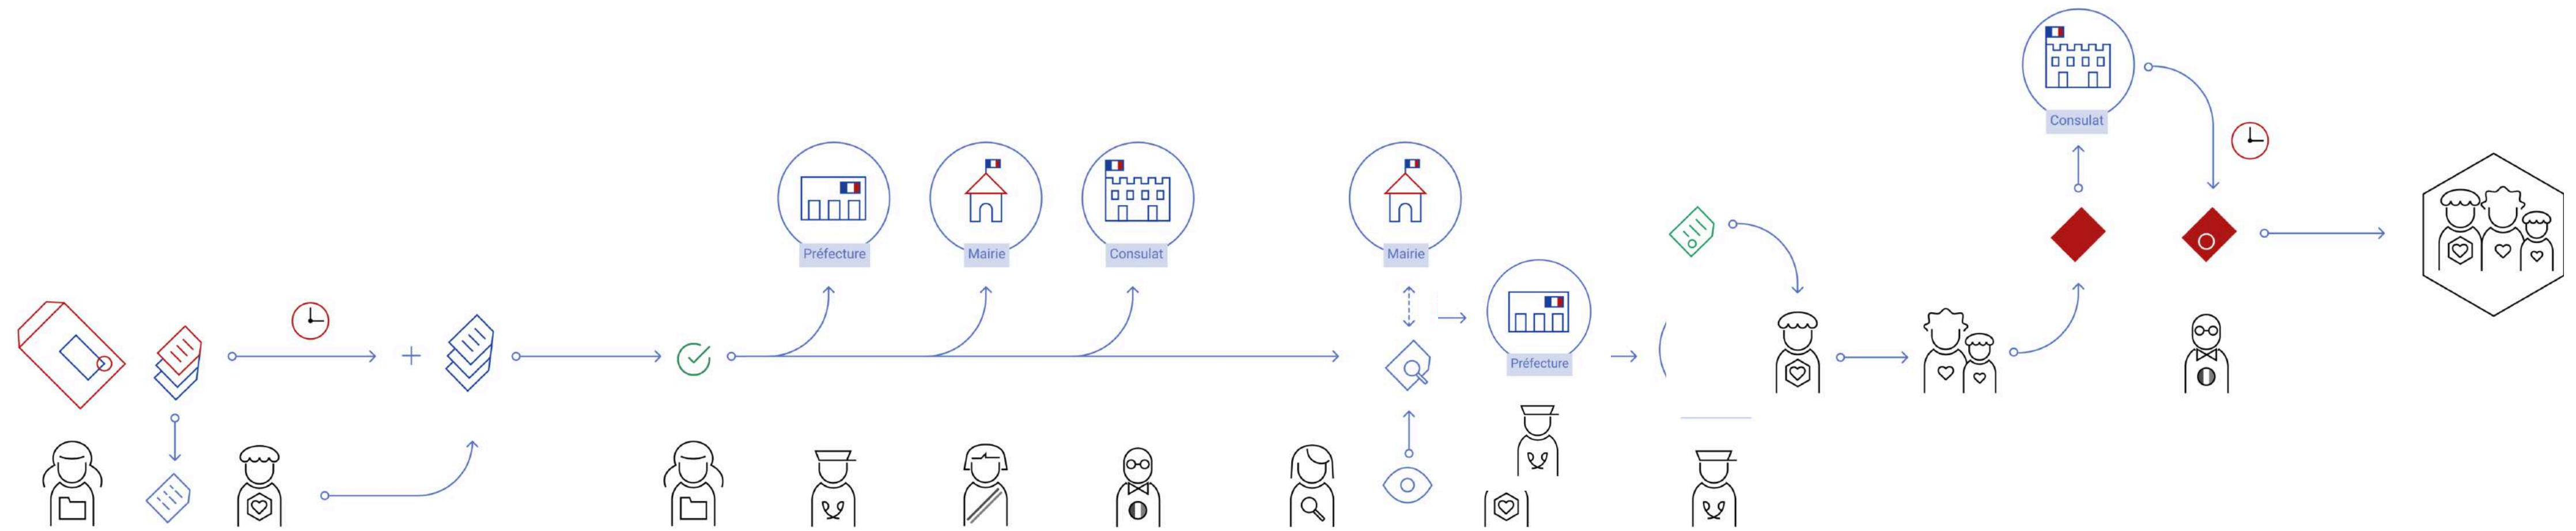 Consulat
Préfecture
Mairie
Consulat
Mairie
Préfecture